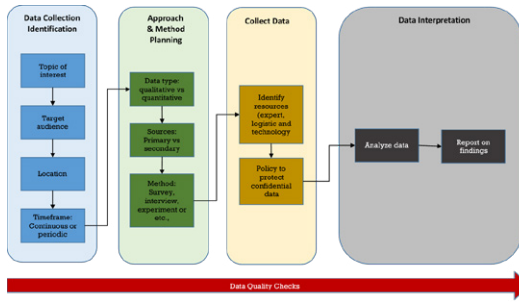 Data Collection
Identification
Topic of
interest
Target
audience
Location
Timeframe:
Continuous or
periodic
Approach
& Method
Planning
Data type:
qualitative vs
quantitative
Sources:
Primary vs
secondary
Method:
Survey,
interview,
experiment or
etc.,
Collect Data
Identify
resources
(expert,
logistic and
technology
Policy to
protect
confidential
data
Data Interpretation
Analyze data
Report on
findings
Data Quality Checks